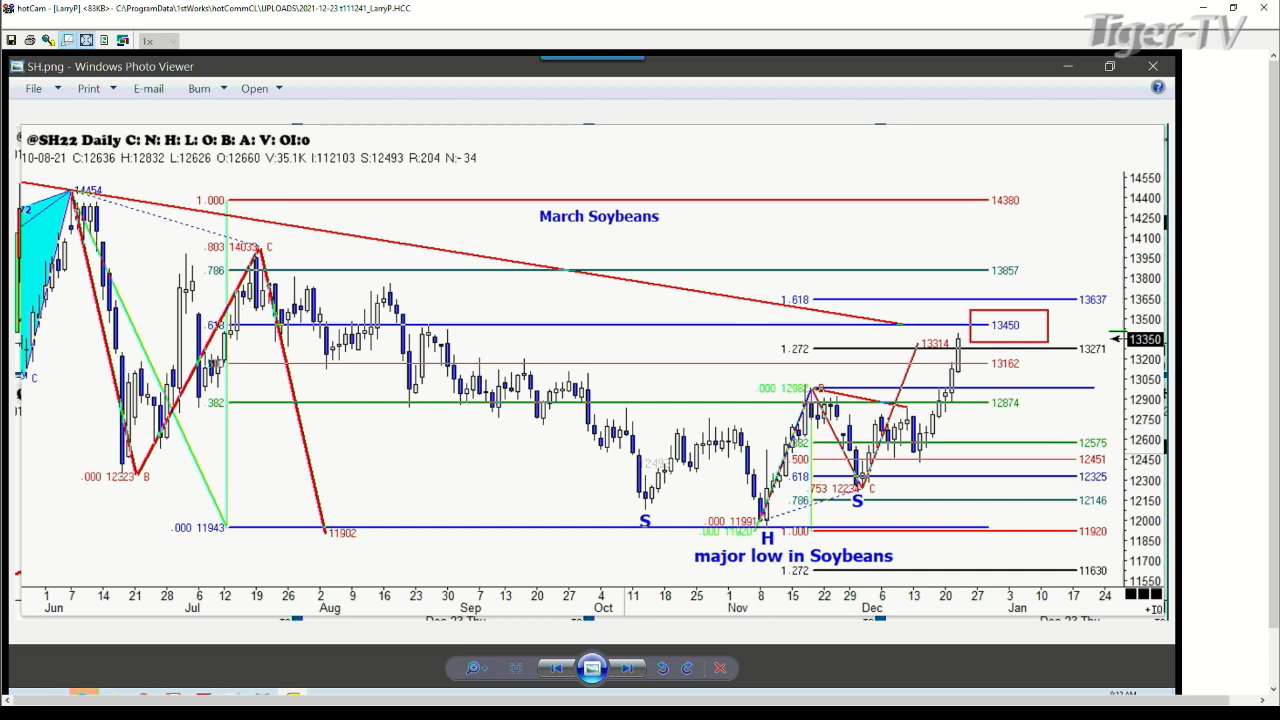 hotCam - [LarryP] <83KB>- C:\ProgramData\1stWorks\hotCommCL\UPLOADS\2021-12-23 t111241_LarryP.HCC
Tiger-TV
1x
SH.png - Windows Photo Viewer
File Print E-mail Burn Open
@SH22 Daily C: N: H: L: O: B: A: V: OI:0
10-08-21 C:12636 H:12832 L:12626 O:12660 V:35.1K I:112103 S:12493 R:204 N:- 34
14454
1.000
14380
March Soybeans
.803 14033 C
.786
13857
1.618
13637
.618
13450
13314
1.272
13271
13162
.000 12982
.382
12874
.382
12575
.500
12451
.000 12323 B
.618
12325
.753 12234 C
.786
12146
S
S
.000 11943
.000 11991
.000 11920
1.000
11920
11902
H
major low in Soybeans
1.272
11630
C
14550
14400
14250
14100
13950
13800
13650
13500
13350
13200
13050
12900
12750
12600
12450
12300
12150
12000
11850
11700
11550
1 7 14 21 28 6 12 19 26 2 9 16 23 30 7 13 20 27 4 11 18 25 1 8 15 22 29 6 13 20 27 3 10 17 24
Jun Jul Aug Sep Oct Nov Dec Jan